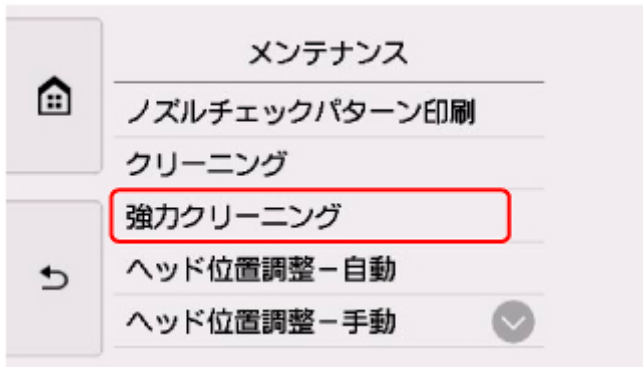 メンテナンス
ノズルチェックパターン印刷
クリーニング
強力クリーニング
ヘッド位置調整－自動
ヘッド位置調整－手動